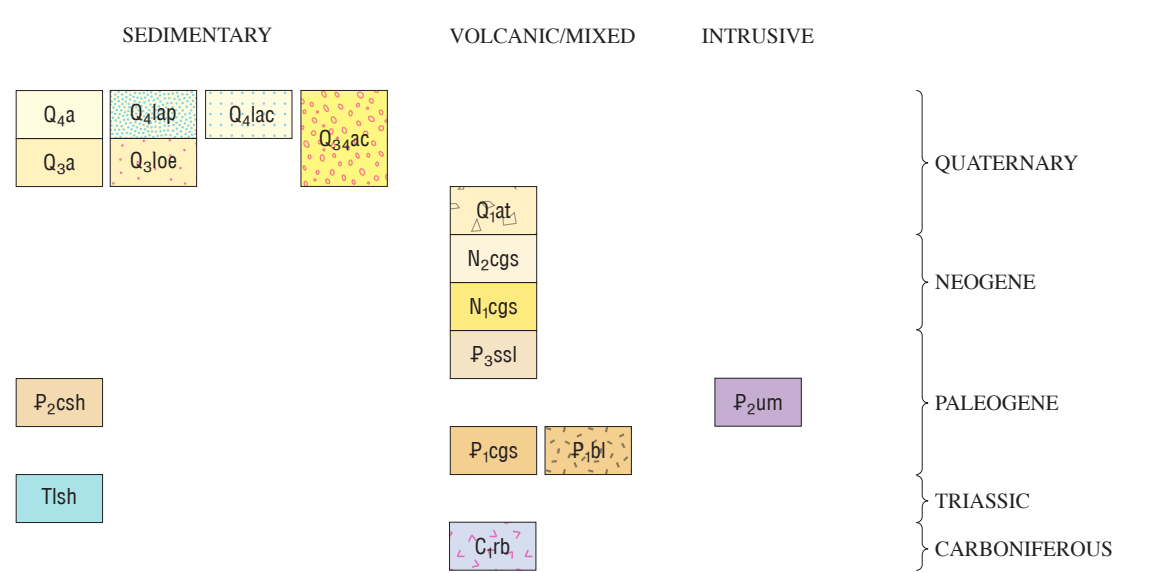 SEDIMENTARY VOLCANIC/MIXED INTRUSIVE
Q₄a Q₄lap Q₄lac
Q₃₄ac
Q₃a Q₃loe QUATERNARY
Q₁at
N₂cgs
NEOGENE
N₁cgs
₽₃ssl
₽₂csh ₽₂um PALEOGENE
₽₁cgs ₽₁bl
Tlsh TRIASSIC
C₁rb CARBONIFEROUS